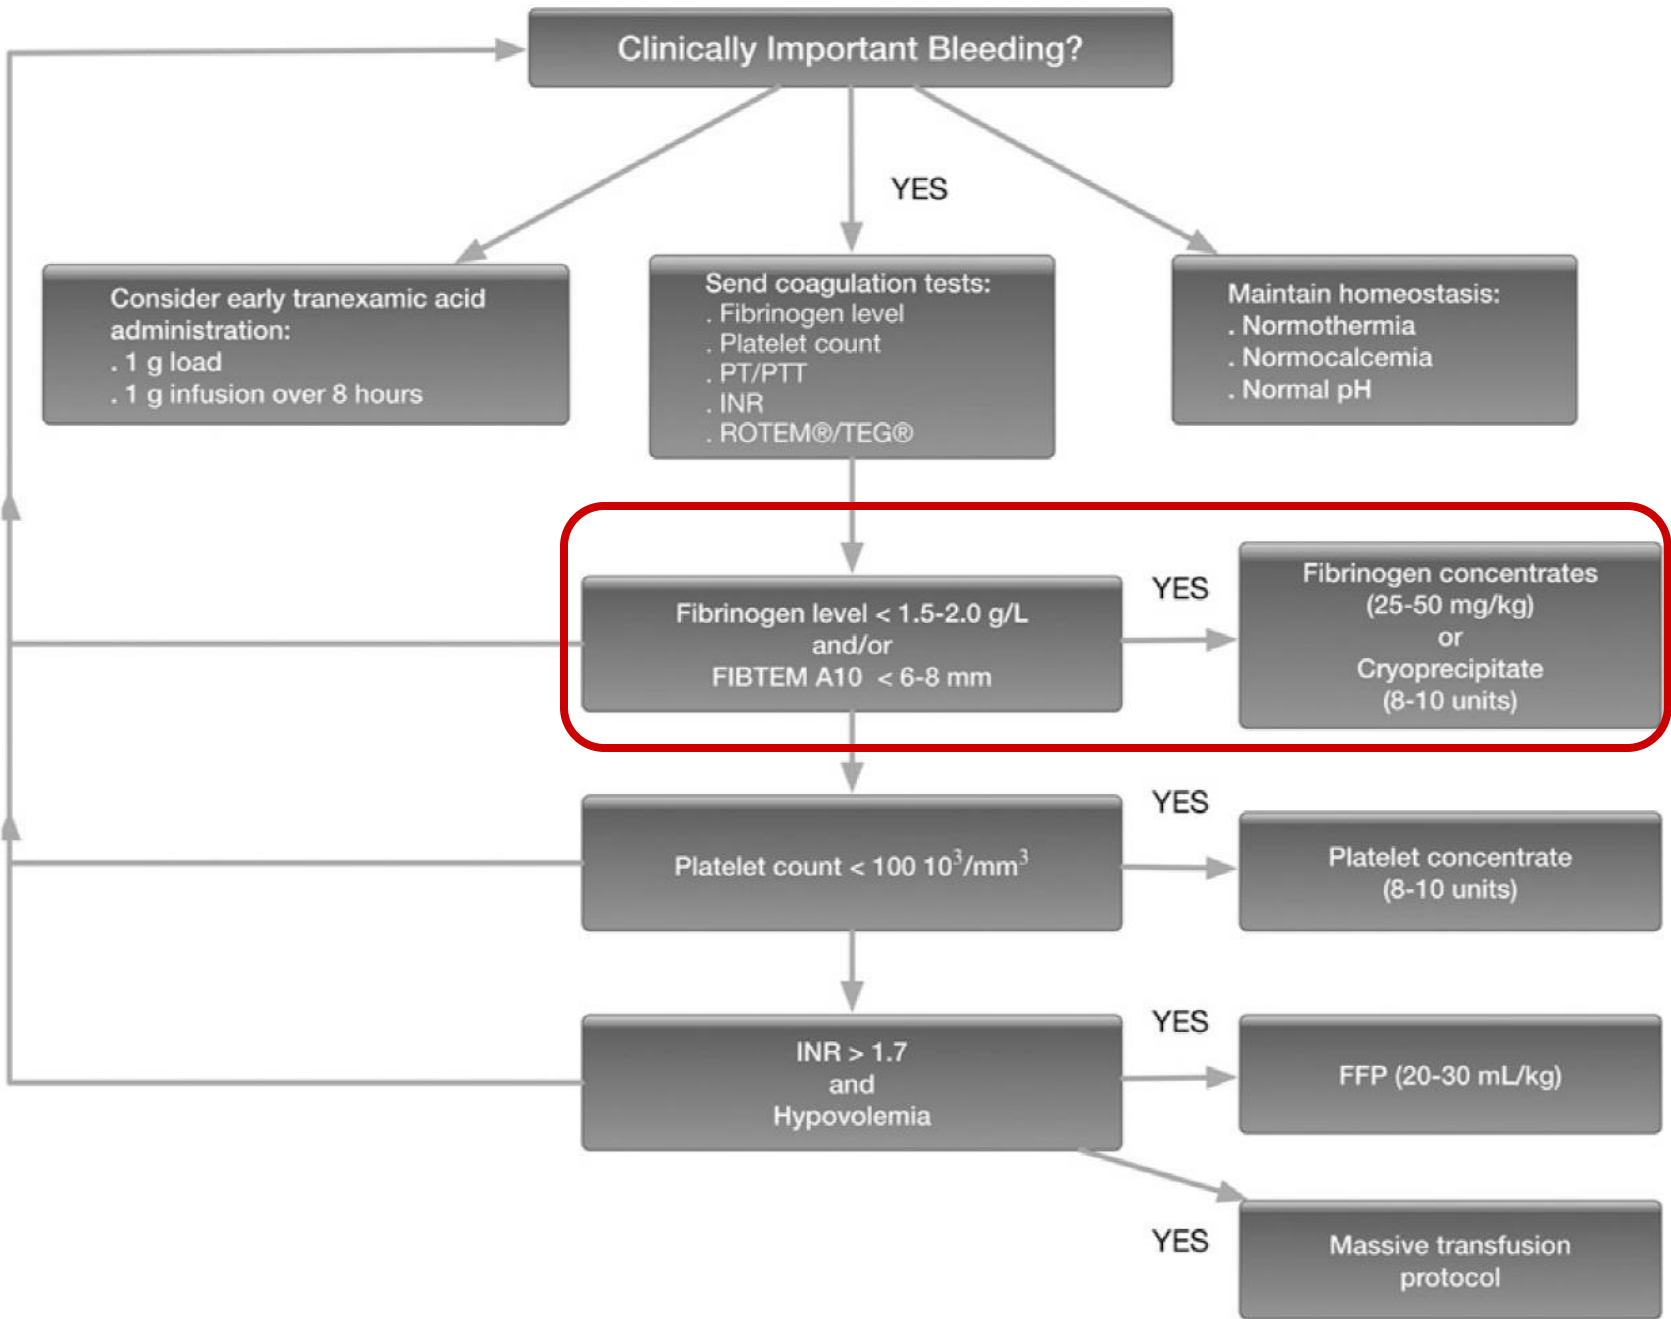 Clinically Important Bleeding?
YES
Consider early tranexamic acid
administration:
. 1 g load
. 1 g infusion over 8 hours
Send coagulation tests:
. Fibrinogen level
. Platelet count
. PT/PTT
. INR
. ROTEM®/TEG®
Maintain homeostasis:
. Normothermia
. Normocalcemia
. Normal pH
Fibrinogen level < 1.5-2.0 g/L
and/or
FIBTEM A10 < 6-8 mm
YES
Fibrinogen concentrates
(25-50 mg/kg)
or
Cryoprecipitate
(8-10 units)
Platelet count < 100 10³/mm³
YES
Platelet concentrate
(8-10 units)
INR > 1.7
and
Hypovolemia
YES
FFP (20-30 mL/kg)
YES
Massive transfusion
protocol